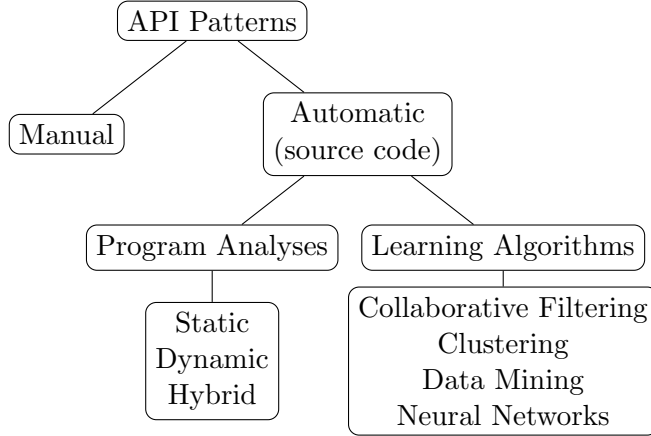 API Patterns
Manual
Automatic
(source code)
Program Analyses
Learning Algorithms
Static
Dynamic
Hybrid
Collaborative Filtering
Clustering
Data Mining
Neural Networks